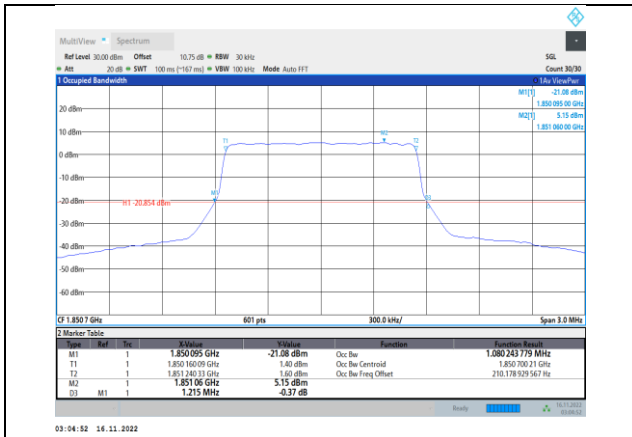 MultiView Spectrum
Ref Level 30.00 dBm Offset 10.75 dB RBW 30 kHz SGL
Att 20 dB SWT 100 ms (~167 ms) VBW 100 kHz Mode Auto FFT Count 30/30
1 Occupied Bandwidth 1Av ViewPwr
M1[1] -21.08 dBm
1.850 095 00 GHz
M2[1] 5.15 dBm
1.851 060 00 GHz
20 dBm
10 dBm
T1 M2 T2
0 dBm
-10 dBm
M1 D3
-20 dBm
H1 -20.854 dBm
-30 dBm
-40 dBm
-50 dBm
-60 dBm
CF 1.850 7 GHz 601 pts 300.0 kHz/ Span 3.0 MHz
2 Marker Table
Type Ref Trc X-Value Y-Value Function Function Result
M1 1 1.850 095 GHz -21.08 dBm Occ Bw 1.080 243 779 MHz
T1 1 1.850 160 09 GHz 1.40 dBm Occ Bw Centroid 1.850 700 21 GHz
T2 1 1.851 240 33 GHz 1.60 dBm Occ Bw Freq Offset 210.178 929 567 Hz
M2 1 1.851 06 GHz 5.15 dBm
D3 M1 1 1.215 MHz -0.37 dB
Ready 16.11.2022
03:04:52
03:04:52 16.11.2022